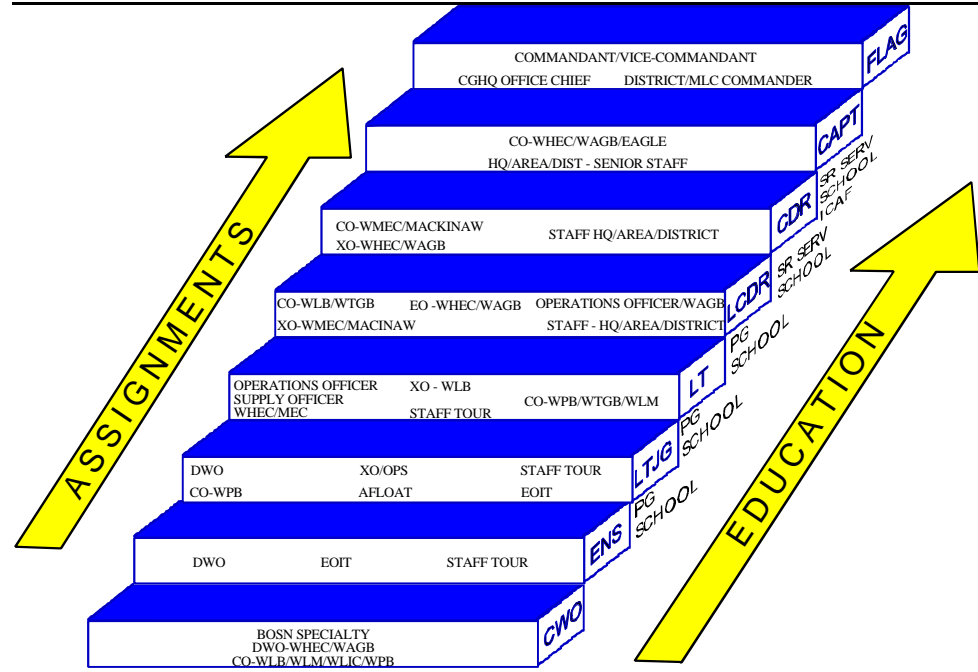 COMMANDANT/VICE-COMMANDANT
CGHQ OFFICE CHIEF DISTRICT/MLC COMMANDER
FLAG
CO-WHEC/WAGB/EAGLE
HQ/AREA/DIST - SENIOR STAFF
CAPT
SR SERV
SCHOOL
ICAF
CO-WMEC/MACKINAW
XO-WHEC/WAGB
STAFF HQ/AREA/DISTRICT
CDR
SR SERV
SCHOOL
CO-WLB/WTGB EO -WHEC/WAGB OPERATIONS OFFICER/WAGB
XO-WMEC/MACINAW STAFF - HQ/AREA/DISTRICT
LCDR
PG
SCHOOL
OPERATIONS OFFICER XO - WLB
SUPPLY OFFICER
WHEC/MEC STAFF TOUR
CO-WPB/WTGB/WLM
LT
PG
SCHOOL
DWO XO/OPS STAFF TOUR
CO-WPB AFLOAT EOIT
LTJG
PG
SCHOOL
DWO EOIT STAFF TOUR
ENS
BOSN SPECIALTY
DWO-WHEC/WAGB
CO-WLB/WLM/WLIC/WPB
CWO
ASSIGNMENTS
EDUCATION